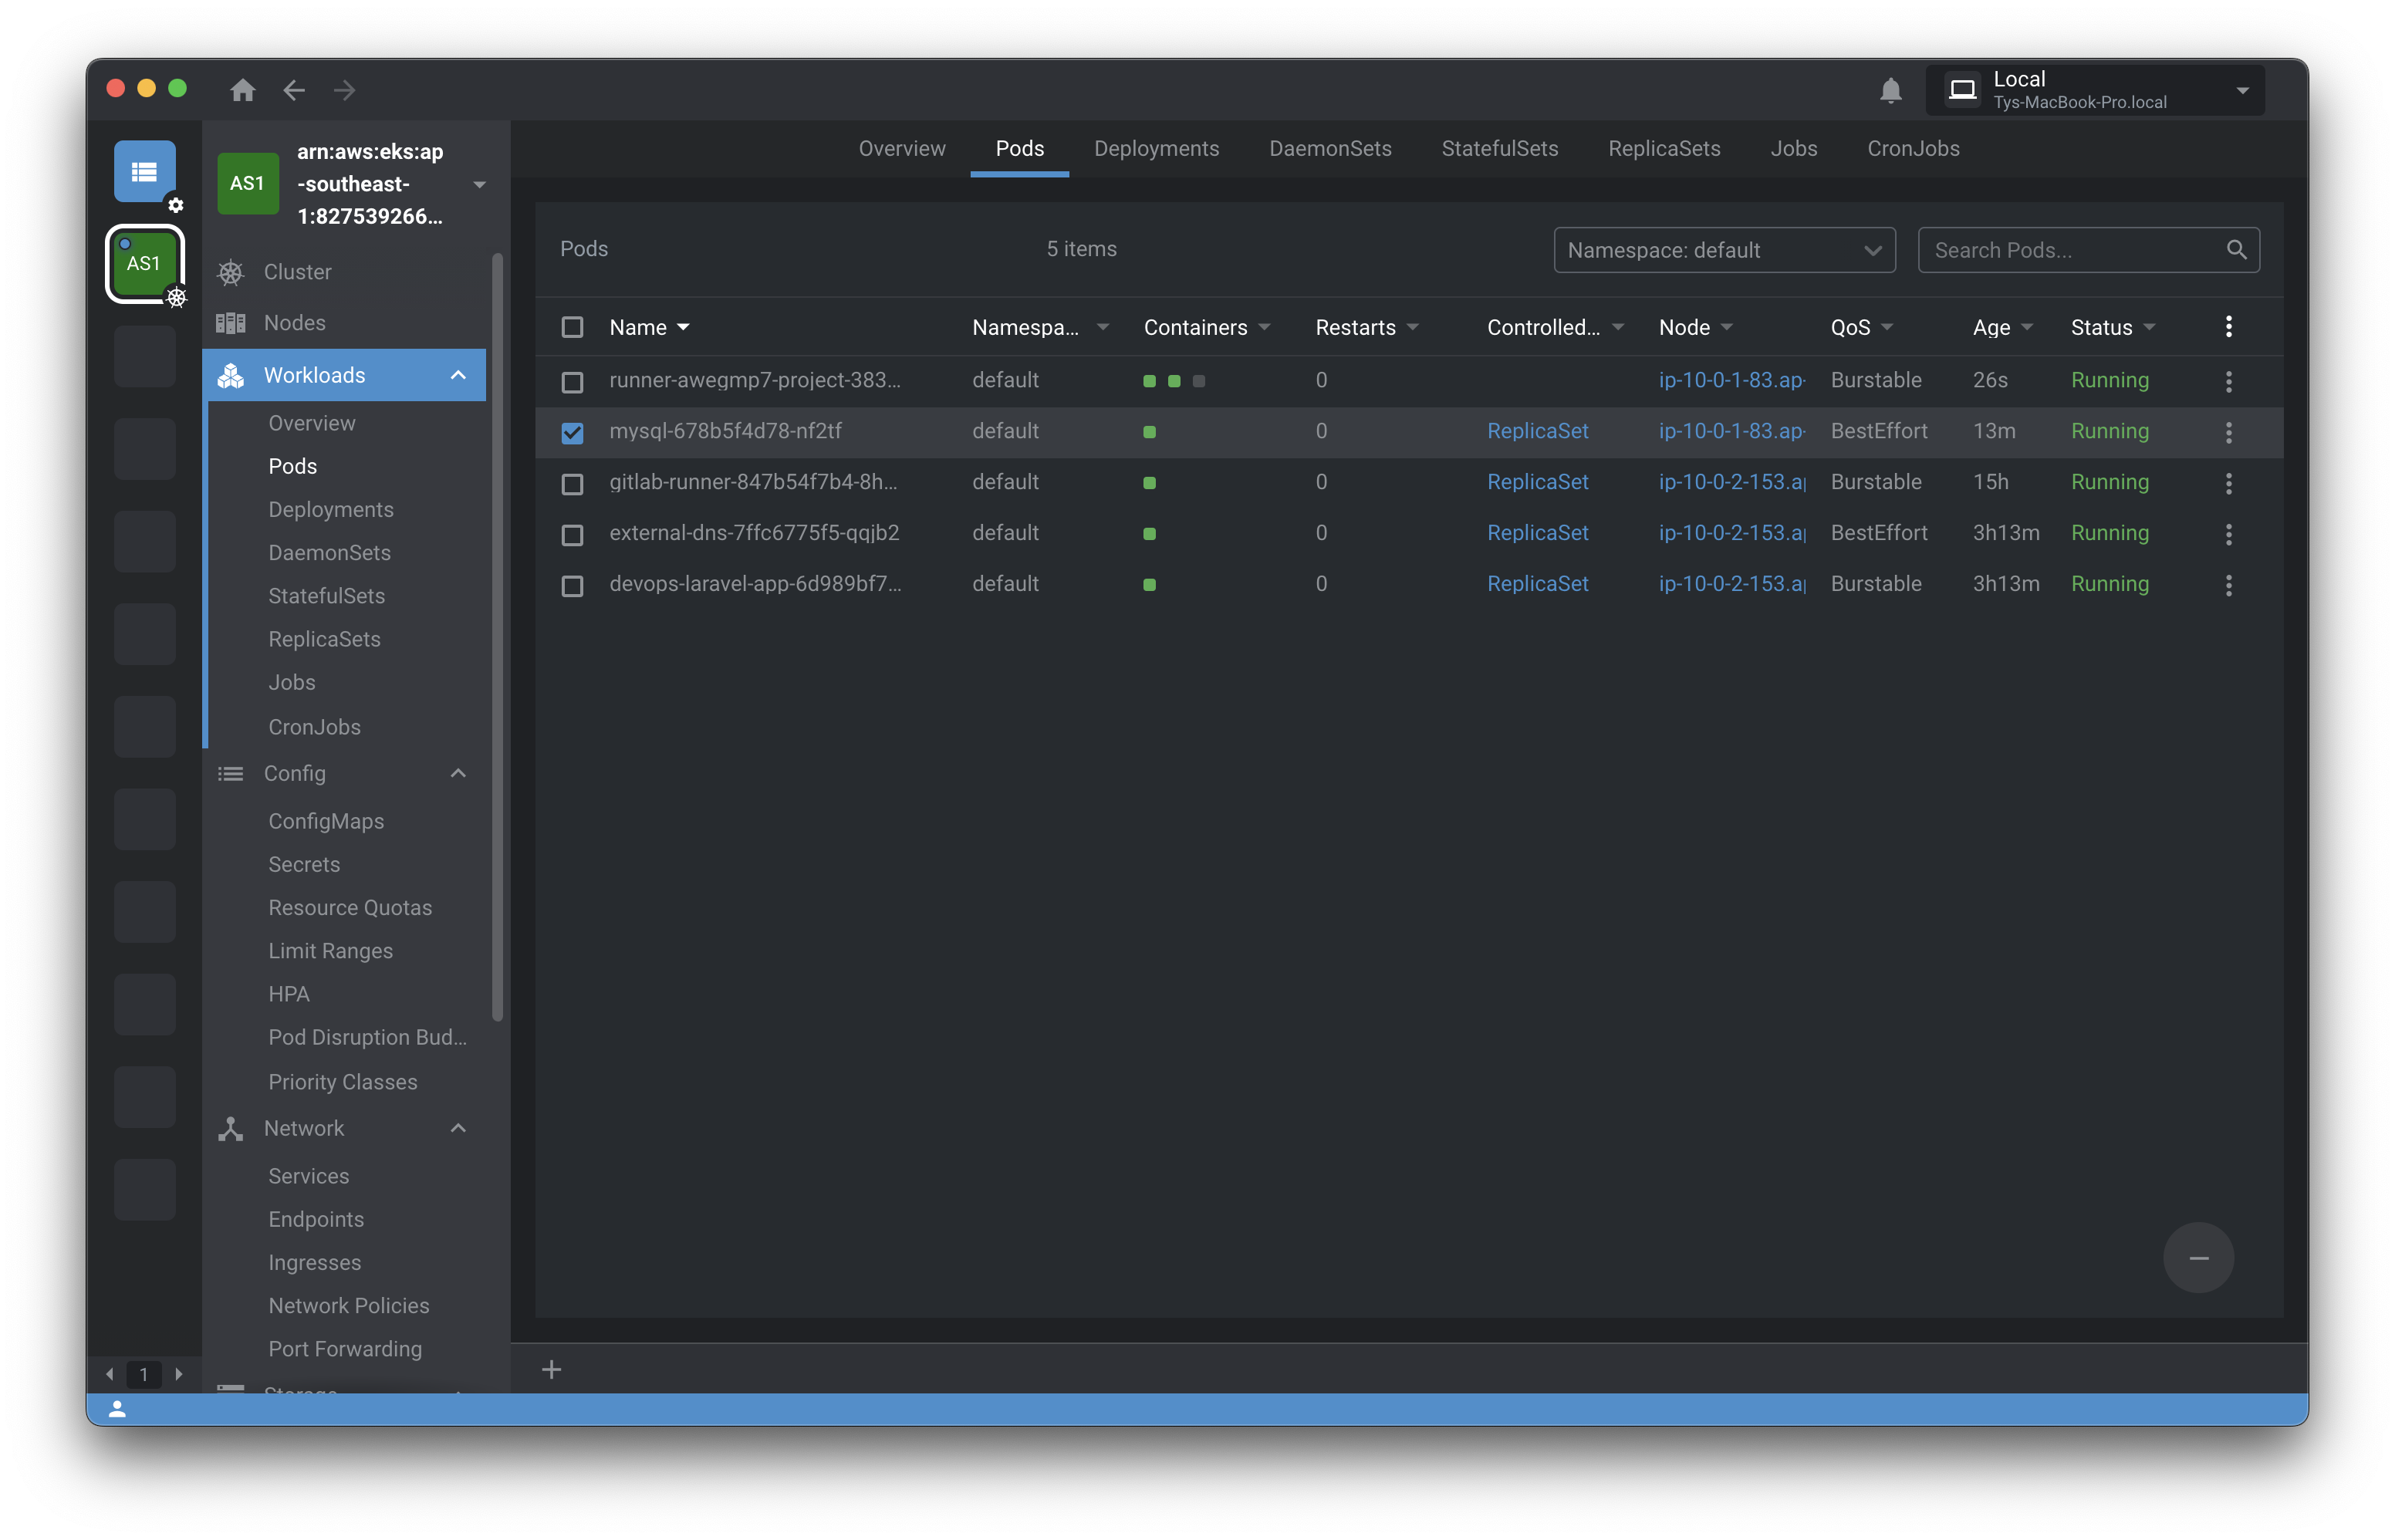 Local
Tys-MacBook-Pro.local
AS1
arn:aws:eks:ap
-southeast-
1:827539266...
AS1
Overview Pods Deployments DaemonSets StatefulSets ReplicaSets Jobs CronJobs
Cluster
Nodes
Workloads
Overview
Pods
Deployments
DaemonSets
StatefulSets
ReplicaSets
Jobs
CronJobs
Config
ConfigMaps
Secrets
Resource Quotas
Limit Ranges
HPA
Pod Disruption Bud...
Priority Classes
Network
Services
Endpoints
Ingresses
Network Policies
Port Forwarding
Storage
1
Pods 5 items Namespace: default Search Pods...
Name Namespa... Containers Restarts Controlled... Node QoS Age Status
runner-awegmp7-project-383... default 0 ip-10-0-1-83.ap- Burstable 26s Running
mysql-678b5f4d78-nf2tf default 0 ReplicaSet ip-10-0-1-83.ap- BestEffort 13m Running
gitlab-runner-847b54f7b4-8h... default 0 ReplicaSet ip-10-0-2-153.a Burstable 15h Running
external-dns-7ffc6775f5-qqjb2 default 0 ReplicaSet ip-10-0-2-153.a BestEffort 3h13m Running
devops-laravel-app-6d989bf7... default 0 ReplicaSet ip-10-0-2-153.a Burstable 3h13m Running